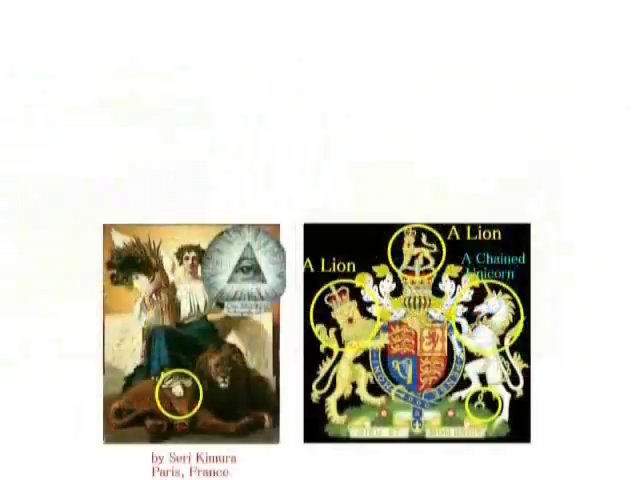 A Lion
A Lion
A Chained
Unicorn
by Seri Kimura
Paris, France